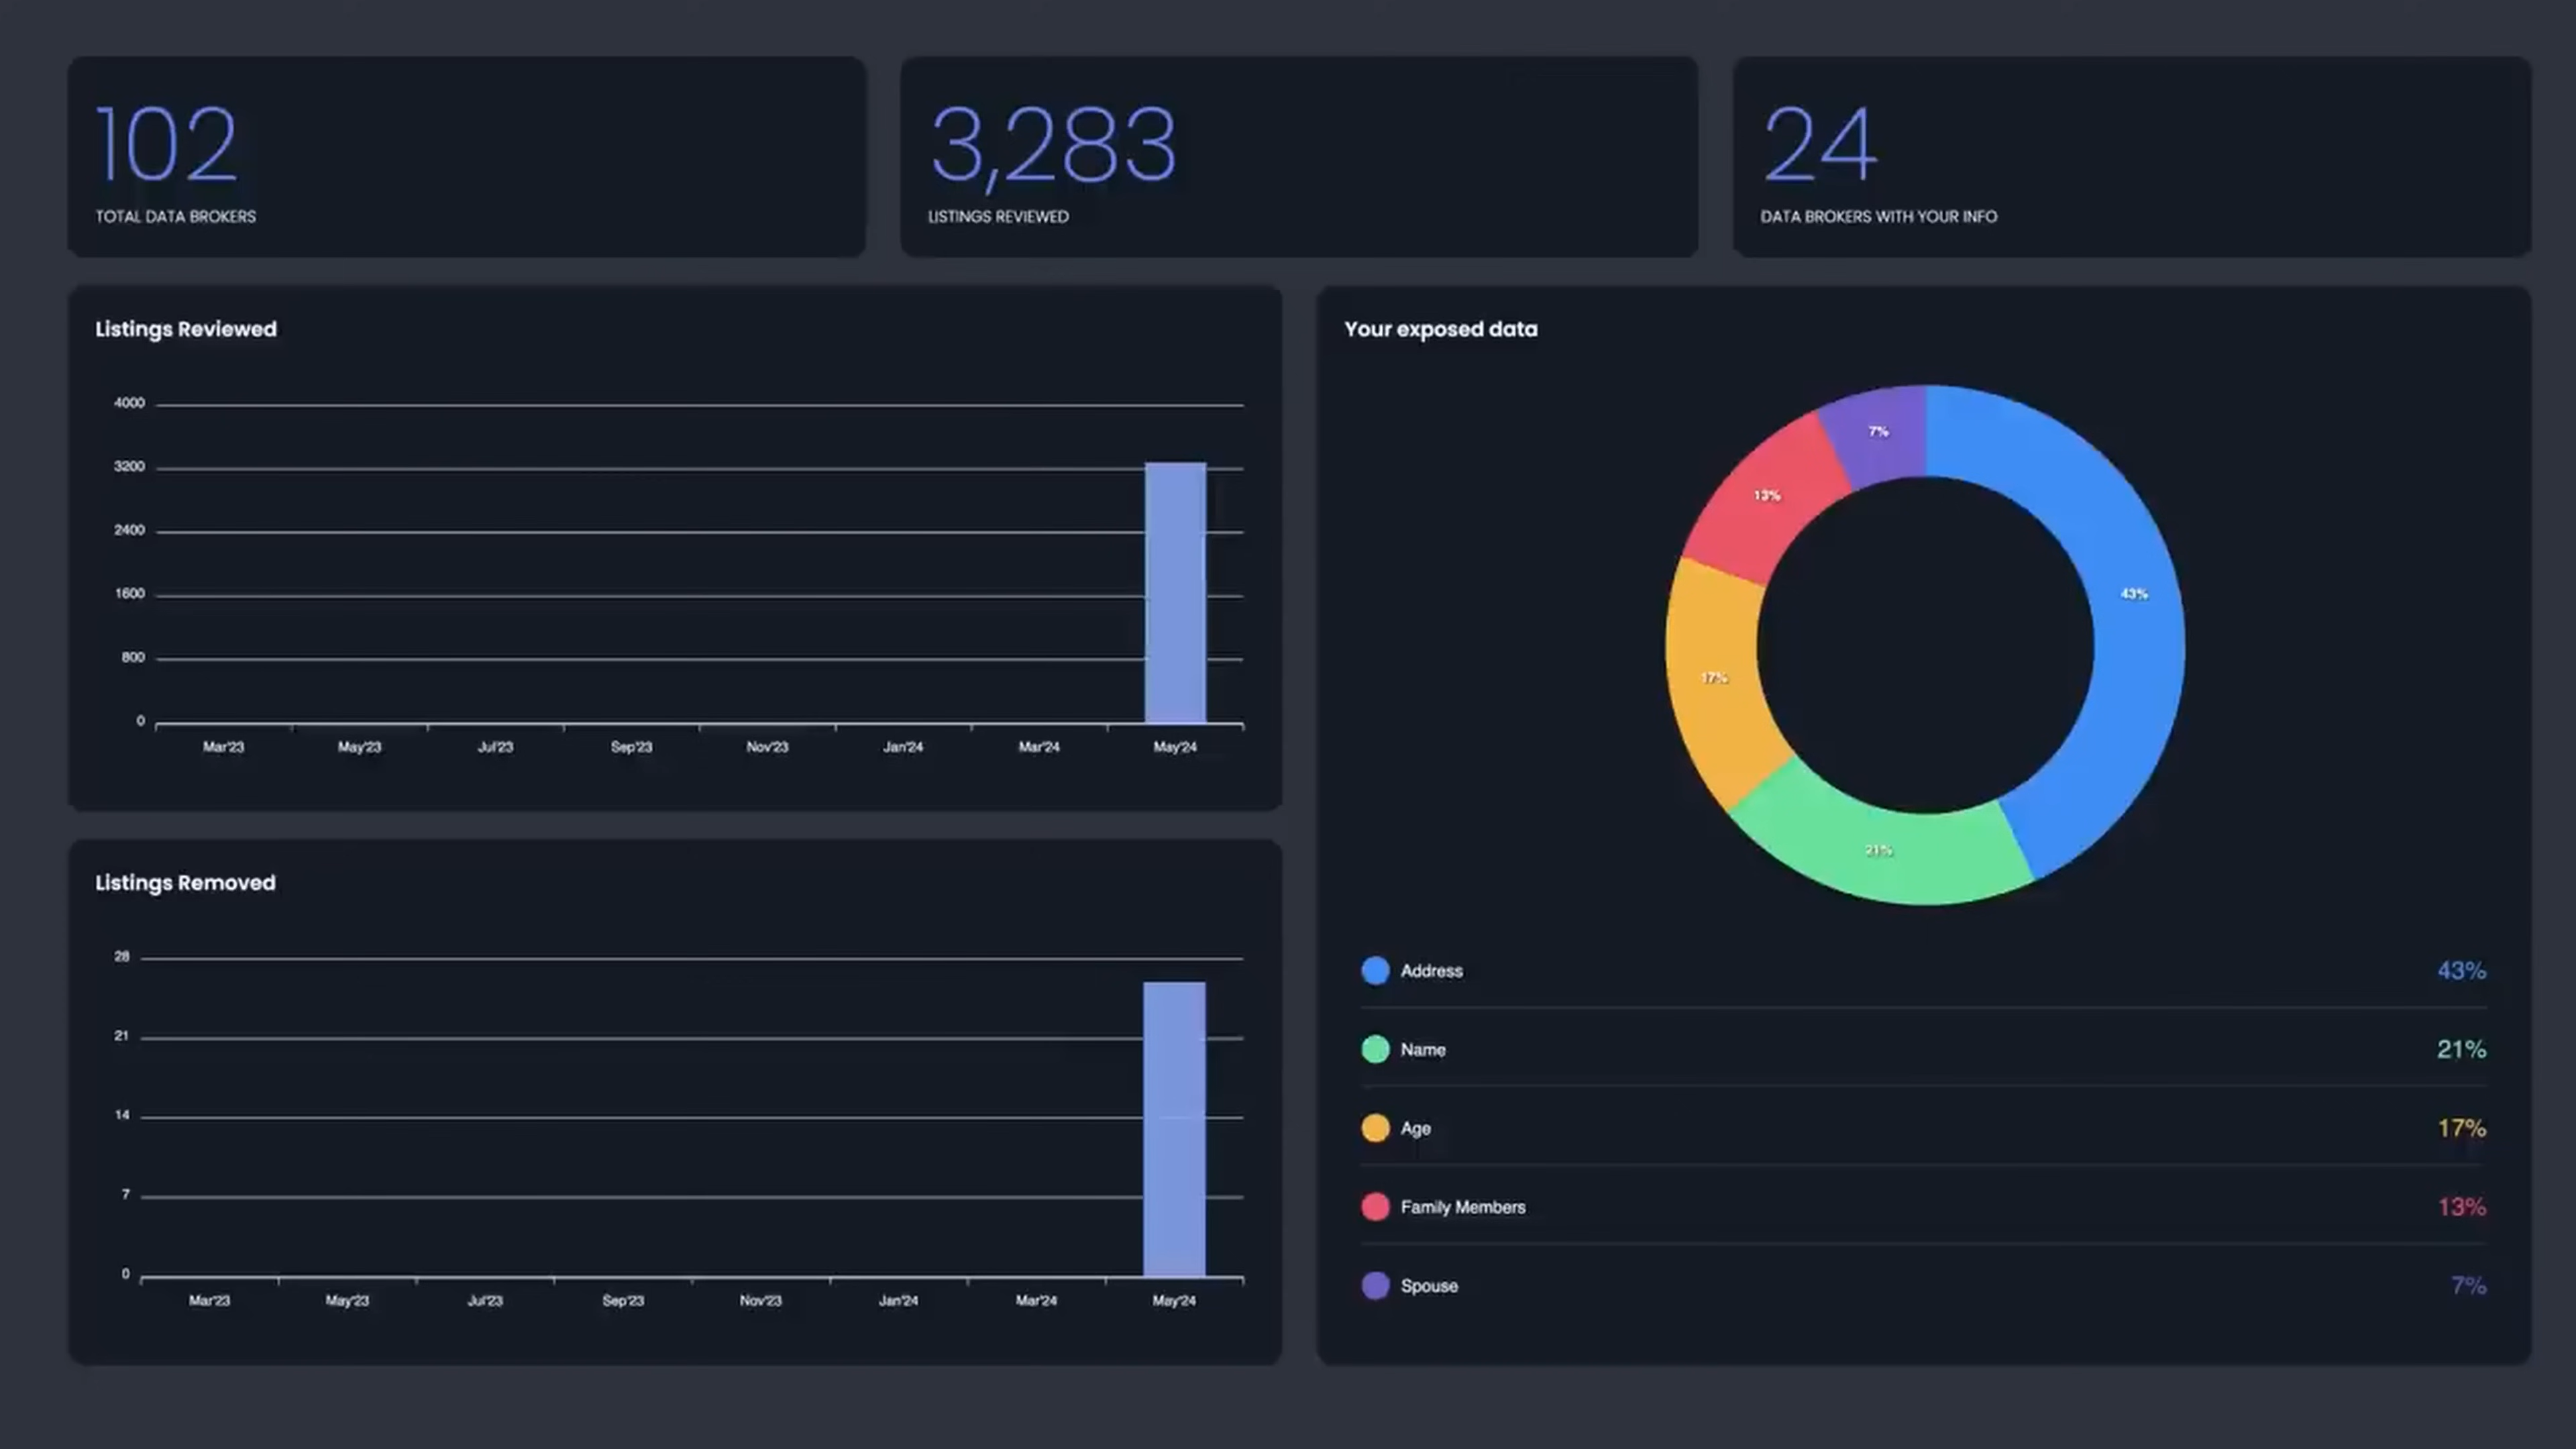 102
TOTAL DATA BROKERS
3,283
LISTINGS REVIEWED
24
DATA BROKERS WITH YOUR INFO
Listings Reviewed
4000
3200
2400
1600
800
0
Mar'23 May'23 Jul'23 Sep'23 Nov'23 Jan'24 Mar'24 May'24
Listings Removed
28
21
14
7
0
Mar'23 May'23 Jul'23 Sep'23 Nov'23 Jan'24 Mar'24 May'24
Your exposed data
7%
13%
43%
17%
21%
Address 43%
Name 21%
Age 17%
Family Members 13%
Spouse 7%